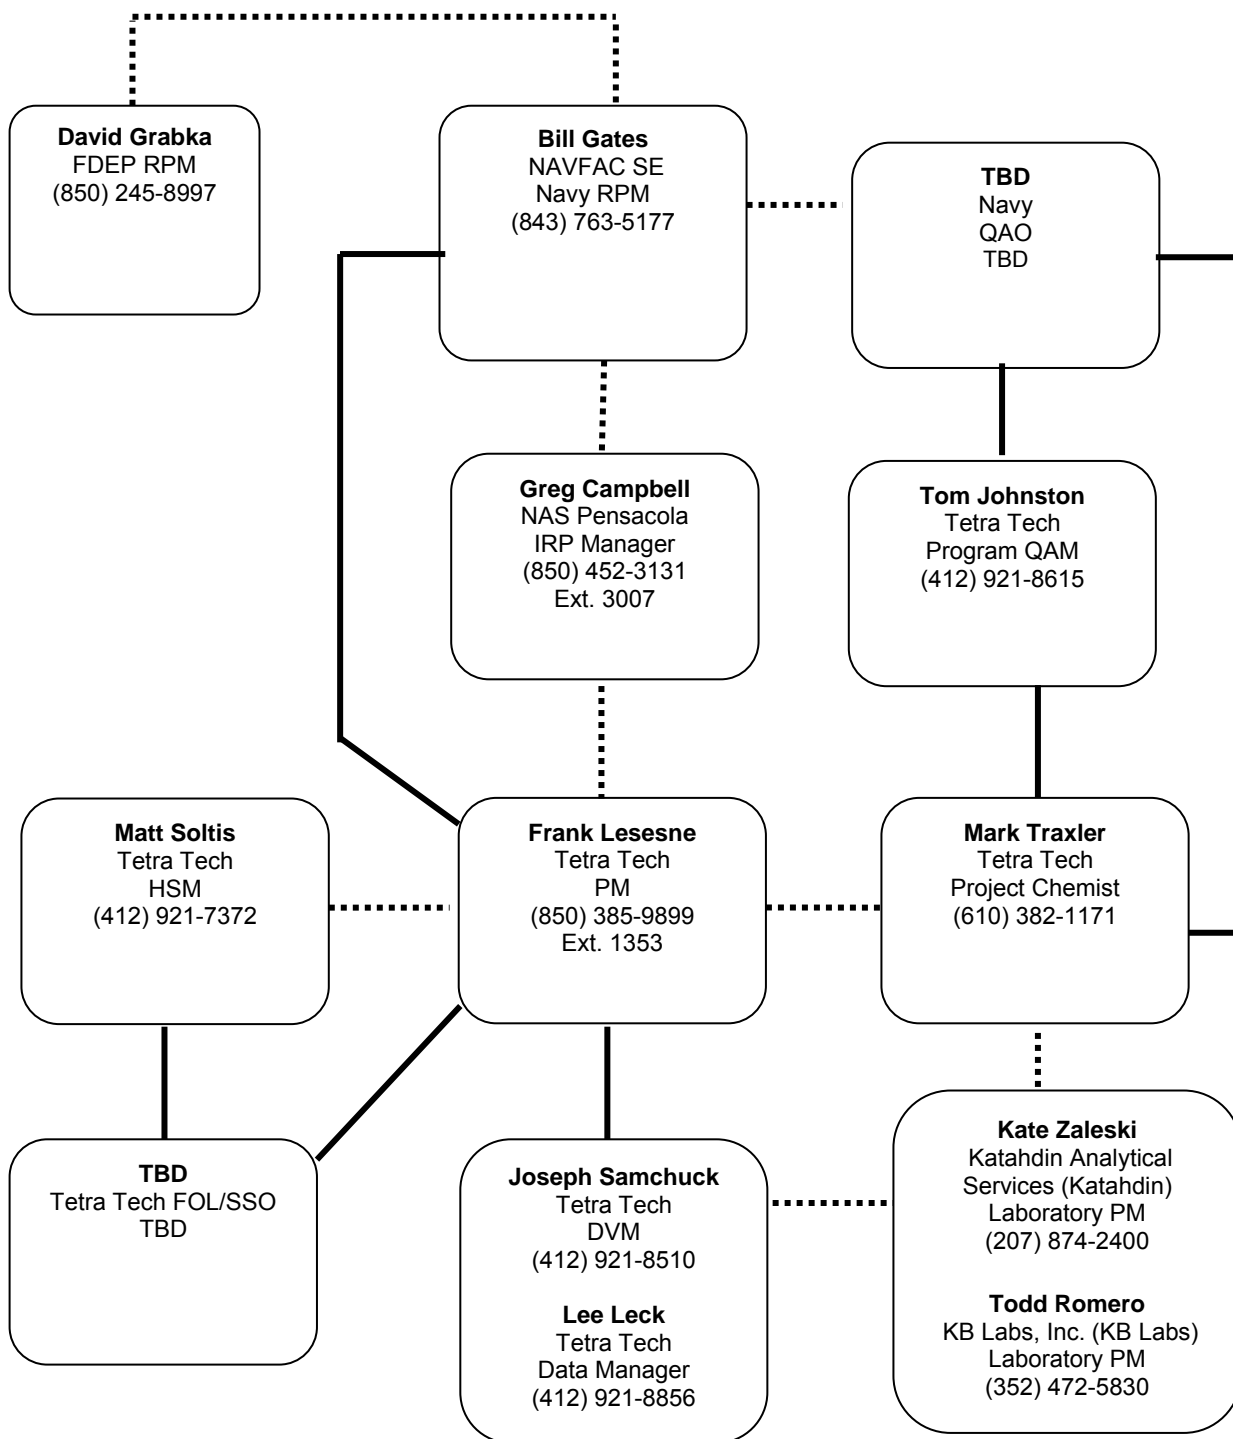 David Grabka
FDEP RPM
(850) 245-8997
Bill Gates
NAVFAC SE
Navy RPM
(843) 763-5177
TBD
Navy
QAO
TBD
Greg Campbell
NAS Pensacola
IRP Manager
(850) 452-3131
Ext. 3007
Tom Johnston
Tetra Tech
Program QAM
(412) 921-8615
Matt Soltis
Tetra Tech
HSM
(412) 921-7372
Frank Lesesne
Tetra Tech
PM
(850) 385-9899
Ext. 1353
Mark Traxler
Tetra Tech
Project Chemist
(610) 382-1171
TBD
Tetra Tech FOL/SSO
TBD
Joseph Samchuck
Tetra Tech
DVM
(412) 921-8510
Lee Leck
Tetra Tech
Data Manager
(412) 921-8856
Kate Zaleski
Katahdin Analytical
Services (Katahdin)
Laboratory PM
(207) 874-2400
Todd Romero
KB Labs, Inc. (KB Labs)
Laboratory PM
(352) 472-5830